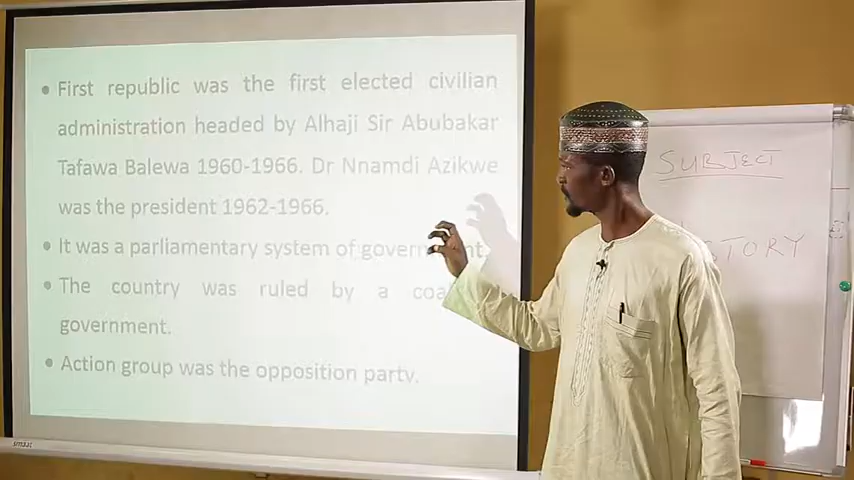 • First republic was the first elected civilian
administration headed by Alhaji Sir Abubakar
Tafawa Balewa 1960-1966. Dr Nnamdi Azikwe
was the president 1962-1966.
• It was a parliamentary system of government.
• The country was ruled by a
government.
• Action group was the opposition party.
SUBJECT
STORY